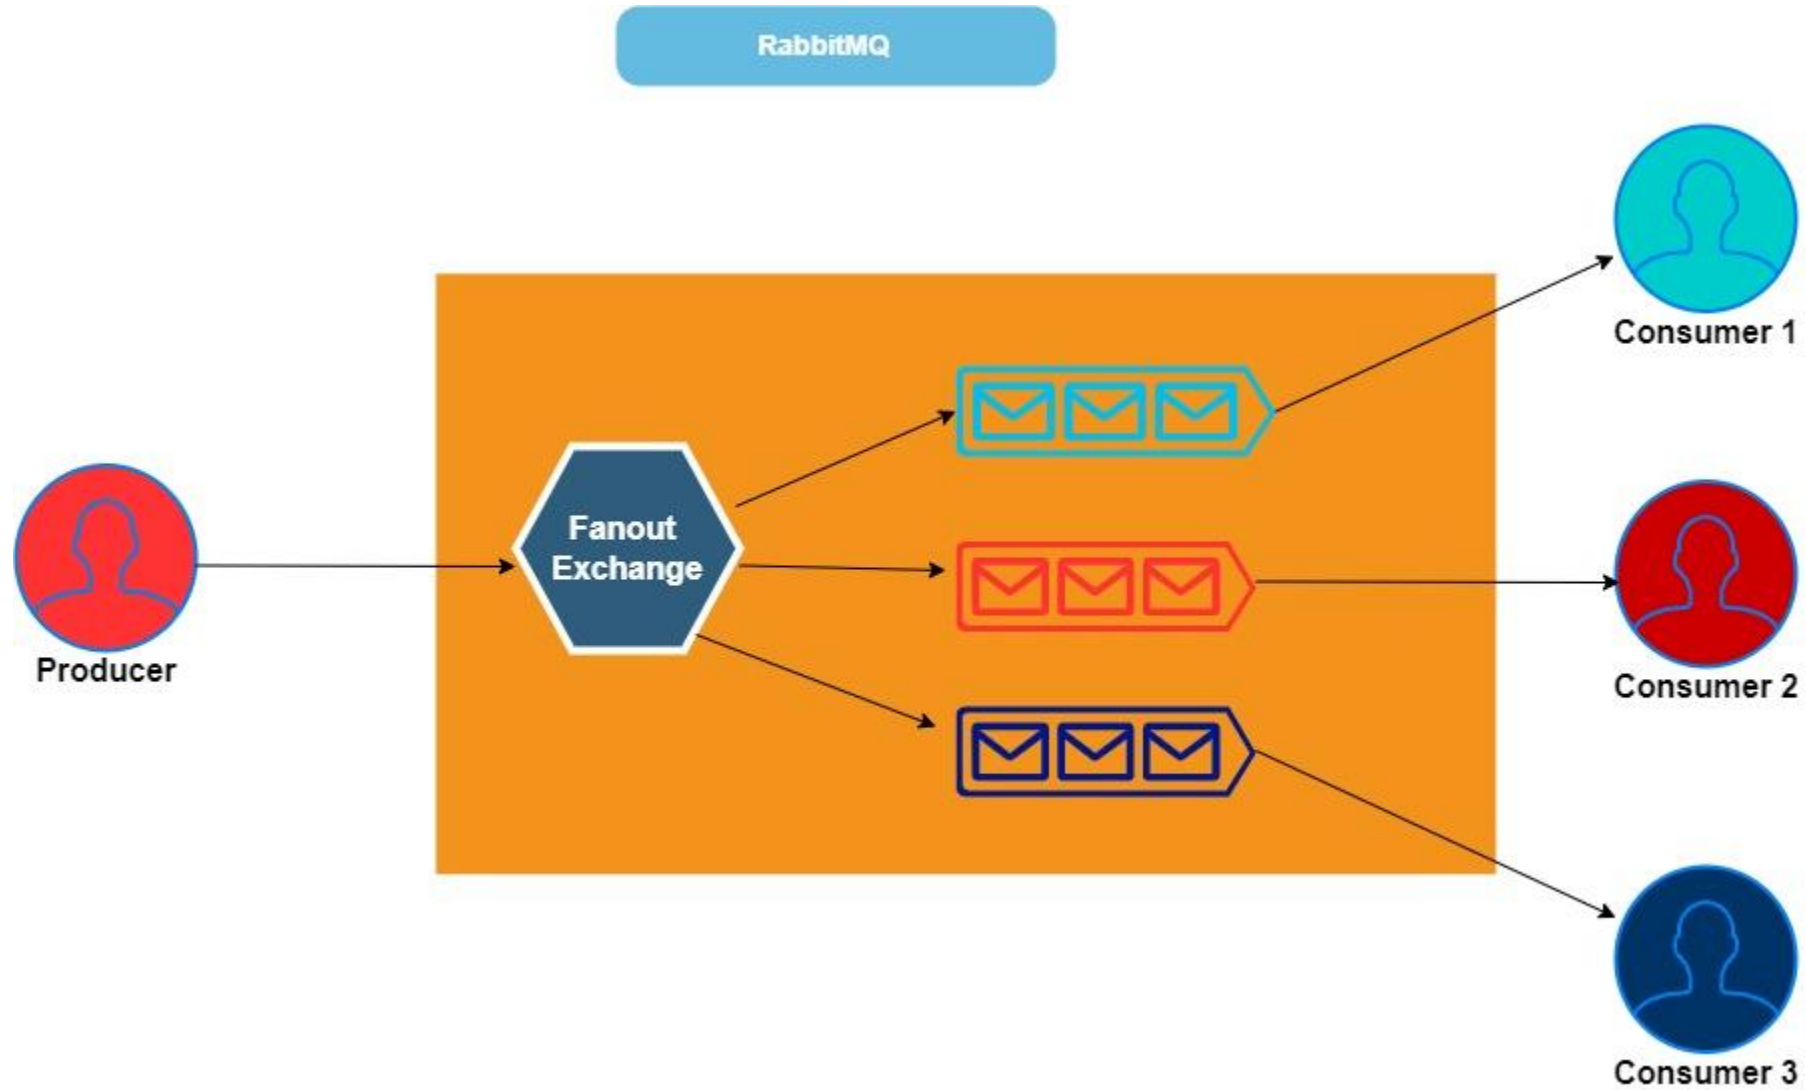 RabbitMQ
Consumer 1
Fanout
Exchange
Producer
Consumer 2
Consumer 3